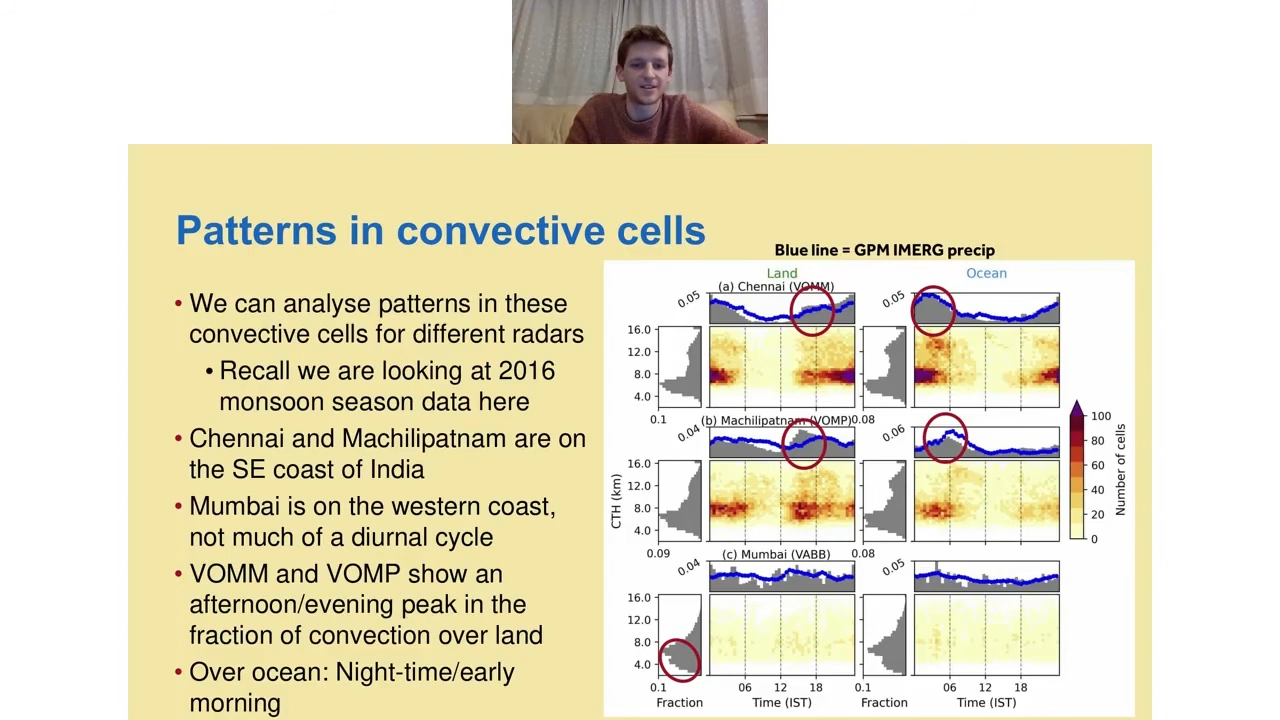 Patterns in convective cells
• We can analyse patterns in these
convective cells for different radars
• Recall we are looking at 2016
monsoon season data here
• Chennai and Machilipatnam are on
the SE coast of India
• Mumbai is on the western coast,
not much of a diurnal cycle
• VOMM and VOMP show an
afternoon/evening peak in the
fraction of convection over land
• Over ocean: Night-time/early
morning
Blue line = GPM IMERG precip
Land Ocean
(a) Chennai (VOMM)
0.05 0.05
16.0
12.0
8.0
4.0
0.1 (b) Machilipatnam (VOMP) 0.08
0.04 0.06
16.0
12.0
8.0
4.0
CTH (km)
0.09 (c) Mumbai (VABB) 0.08
0.04 0.05
16.0
12.0
8.0
4.0
0.1 06 12 18 0.1 06 12 18
Fraction Time (IST) Fraction Time (IST)
100
80
60
40
20
0
Number of cells